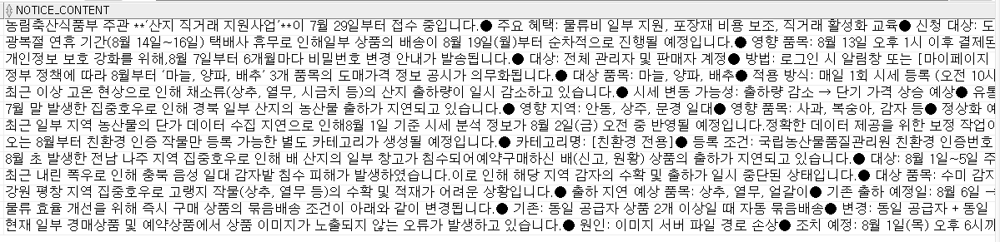 NOTICE_CONTENT
농림축산식품부 주관 **‘산지 직거래 지원사업’**이 7월 29일부터 접수 중입니다.● 주요 혜택: 물류비 일부 지원, 포장재 비용 보조, 직거래 활성화 교육● 신청 대상: 도
광복절 연휴 기간(8월 14일~16일) 택배사 휴무로 인해일부 상품의 배송이 8월 19일(월)부터 순차적으로 진행될 예정입니다.● 영향 품목: 8월 13일 오후 1시 이후 결제된
개인정보 보호 강화를 위해,8월 7일부터 6개월마다 비밀번호 변경 안내가 발송됩니다.● 대상: 전체 관리자 및 판매자 계정● 방법: 로그인 시 알림창 또는 [마이페이지
정부 정책에 따라 8월부터 ‘마늘, 양파, 배추’ 3개 품목의 도매가격 정보 공시가 의무화됩니다.● 대상 품목: 마늘, 양파, 배추● 적용 방식: 매일 1회 시세 등록 (오전 10시
최근 이상 고온 현상으로 인해 채소류(상추, 열무, 시금치 등)의 산지 출하량이 일시 감소하고 있습니다.● 시세 변동 가능성: 출하량 감소 → 단기 가격 상승 예상● 유통
7월 말 발생한 집중호우로 인해 경북 일부 산지의 농산물 출하가 지연되고 있습니다.● 영향 지역: 안동, 상주, 문경 일대● 영향 품목: 사과, 복숭아, 감자 등● 정상화 예
최근 일부 지역 농산물의 단가 데이터 수집 지연으로 인해8월 1일 기준 시세 분석 정보가 8월 2일(금) 오전 중 반영될 예정입니다.정확한 데이터 제공을 위한 보정 작업이
오는 8월부터 친환경 인증 작물만 등록 가능한 별도 카테고리가 생성될 예정입니다.● 카테고리명: [친환경 전용]● 등록 조건: 국립농산물품질관리원 친환경 인증번호
8월 초 발생한 전남 나주 지역 집중호우로 인해 배 산지의 일부 창고가 침수되어예약구매하신 배(신고, 원황) 상품의 출하가 지연되고 있습니다.● 대상: 8월 1일~5일 주
최근 내린 폭우로 인해 충북 음성 일대 감자밭 침수 피해가 발생하였습니다.이로 인해 해당 지역 감자의 수확 및 출하가 일시 중단된 상태입니다.● 대상 품목: 수미 감자
강원 평창 지역 집중호우로 고랭지 작물(상추, 열무 등)의 수확 및 적재가 어려운 상황입니다.● 출하 지연 예상 품목: 상추, 열무, 얼갈이● 기존 출하 예정일: 8월 6일 →
물류 효율 개선을 위해 즉시 구매 상품의 묶음배송 조건이 아래와 같이 변경됩니다.● 기존: 동일 공급자 상품 2개 이상일 때 자동 묶음배송● 변경: 동일 공급자 + 동일
현재 일부 경매상품 및 예약상품에서 상품 이미지가 노출되지 않는 오류가 발생하고 있습니다.● 원인: 이미지 서버 파일 경로 손상● 조치 예정: 8월 1일(목) 오후 6시까